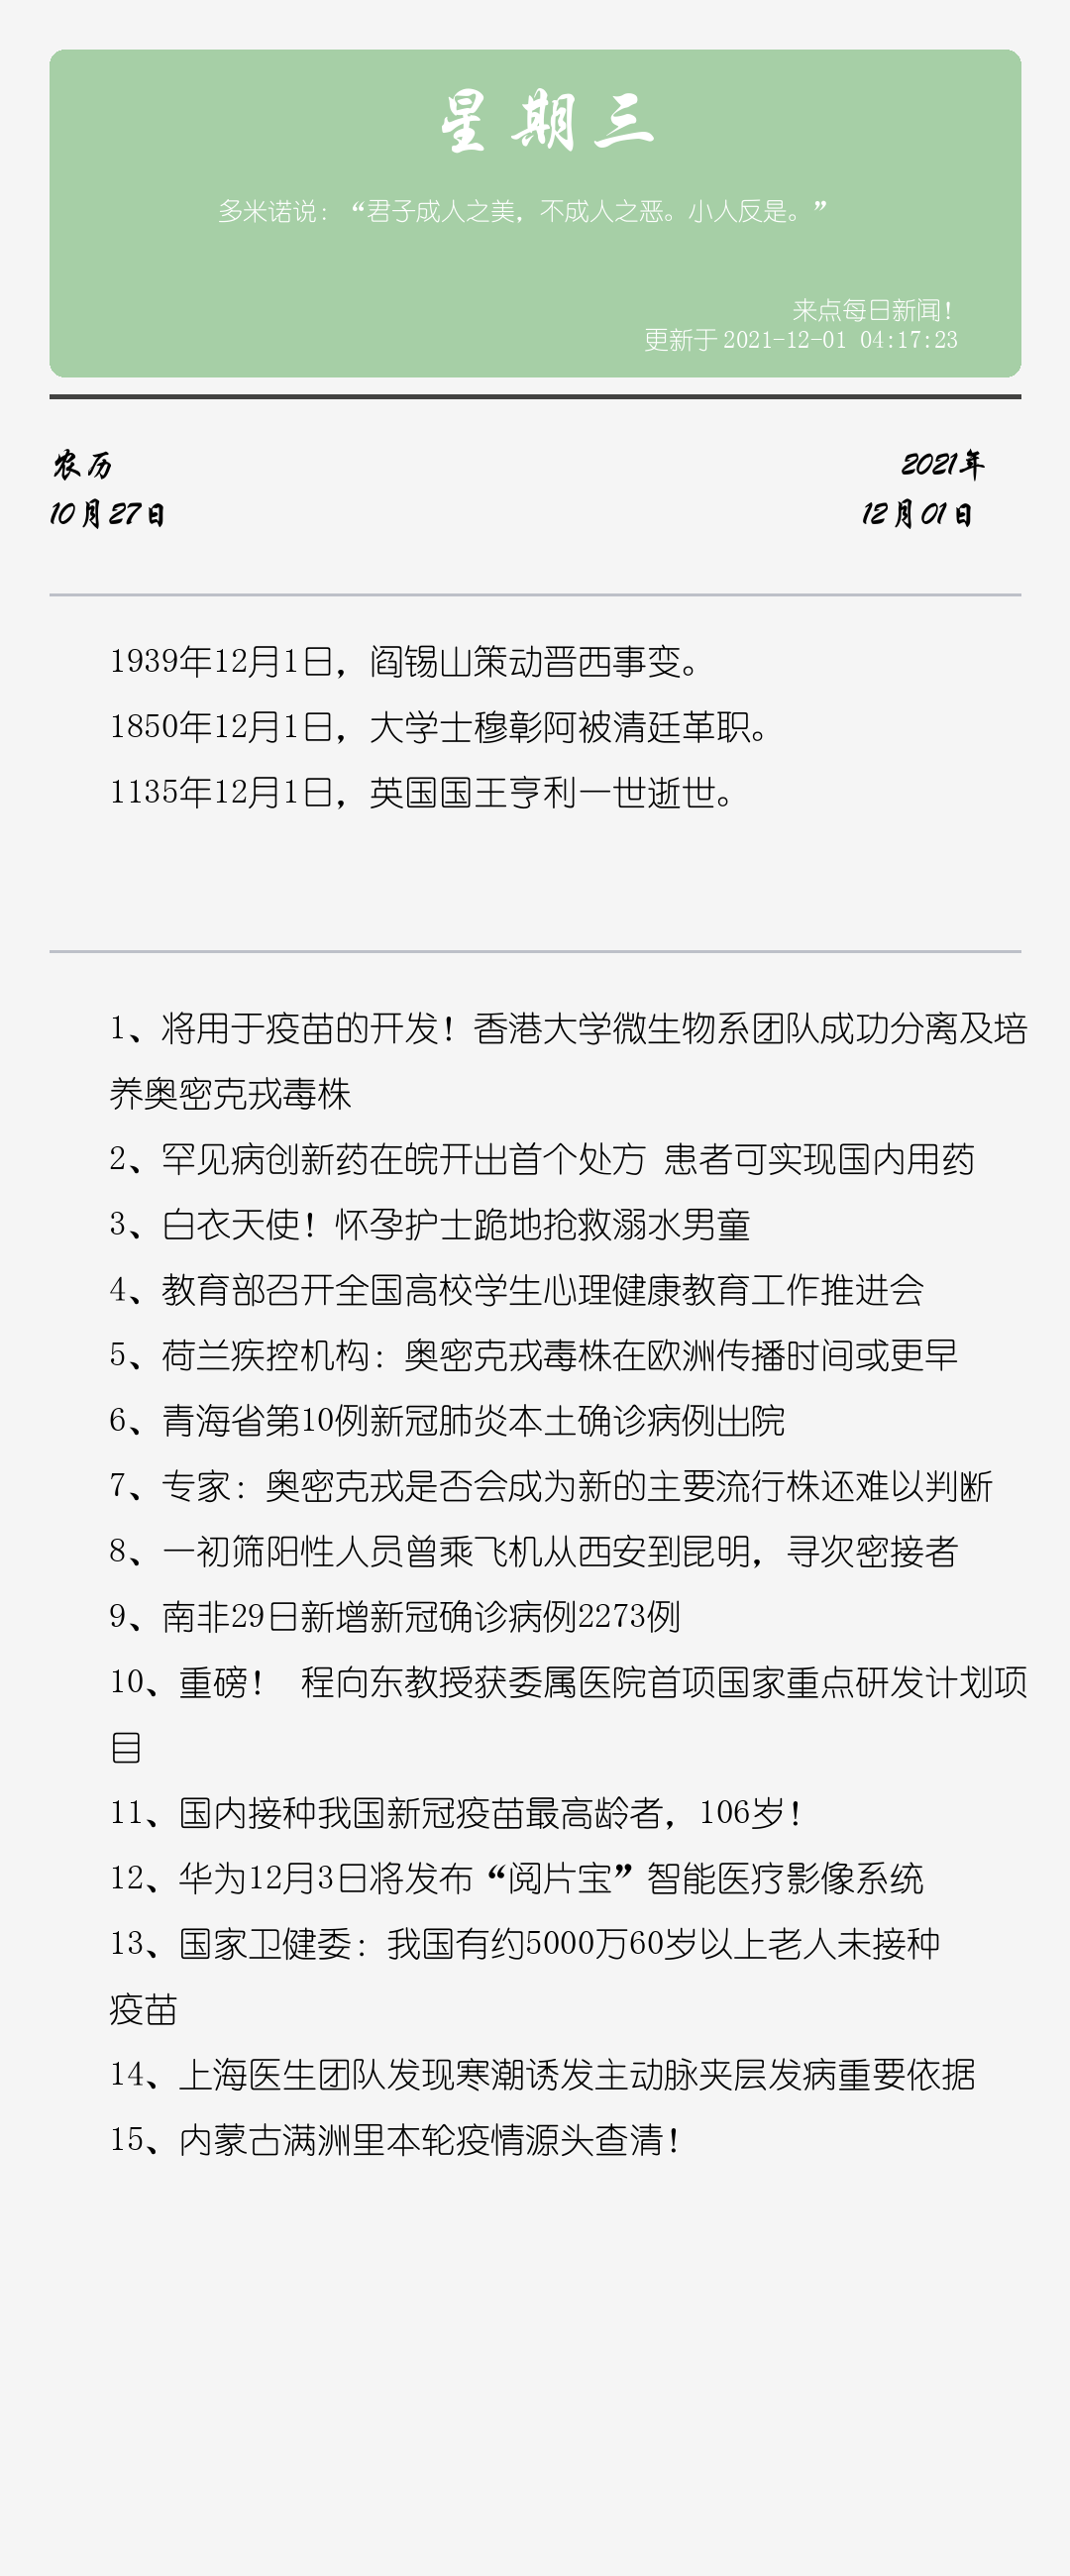 星期三
多米诺说：“君子成人之美，不成人之恶。小人反是。”
来点每日新闻！
更新于 2021-12-01 04:17:23
农历
2021年
10月27日
12月01日
1939年12月1日，阎锡山策动晋西事变。
1850年12月1日，大学士穆彰阿被清廷革职。
1135年12月1日，英国国王亨利一世逝世。
1、将用于疫苗的开发！香港大学微生物系团队成功分离及培
养奥密克戎毒株
2、罕见病创新药在皖开出首个处方 患者可实现国内用药
3、白衣天使！怀孕护士跪地抢救溺水男童
4、教育部召开全国高校学生心理健康教育工作推进会
5、荷兰疾控机构：奥密克戎毒株在欧洲传播时间或更早
6、青海省第10例新冠肺炎本土确诊病例出院
7、专家：奥密克戎是否会成为新的主要流行株还难以判断
8、一初筛阳性人员曾乘飞机从西安到昆明，寻次密接者
9、南非29日新增新冠确诊病例2273例
10、重磅！ 程向东教授获委属医院首项国家重点研发计划项
目
11、国内接种我国新冠疫苗最高龄者，106岁！
12、华为12月3日将发布“阅片宝”智能医疗影像系统
13、国家卫健委：我国有约5000万60岁以上老人未接种
疫苗
14、上海医生团队发现寒潮诱发主动脉夹层发病重要依据
15、内蒙古满洲里本轮疫情源头查清！